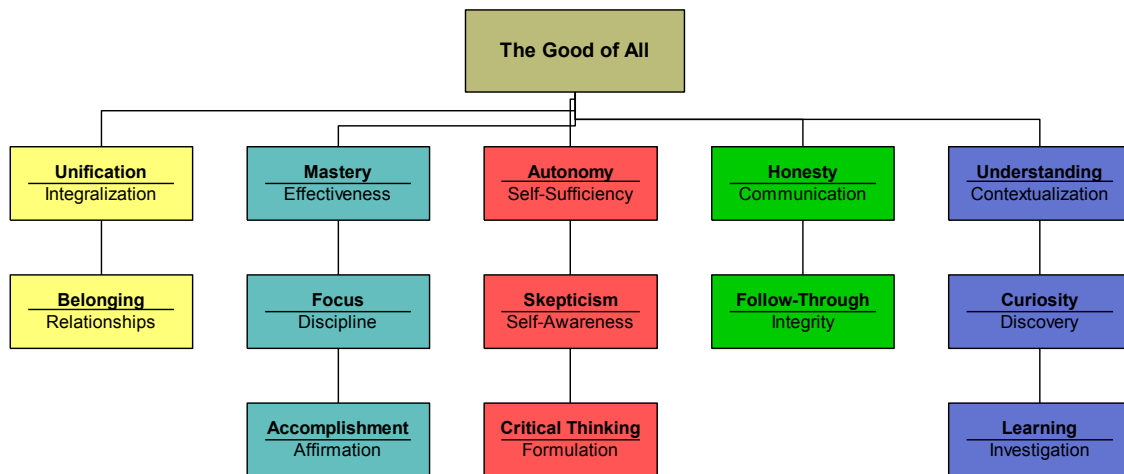 The Good of All
Unification
Integralization
Mastery
Effectiveness
Autonomy
Self-Sufficiency
Honesty
Communication
Understanding
Contextualization
Belonging
Relationships
Focus
Discipline
Skepticism
Self-Awareness
Follow-Through
Integrity
Curiosity
Discovery
Accomplishment
Affirmation
Critical Thinking
Formulation
Learning
Investigation